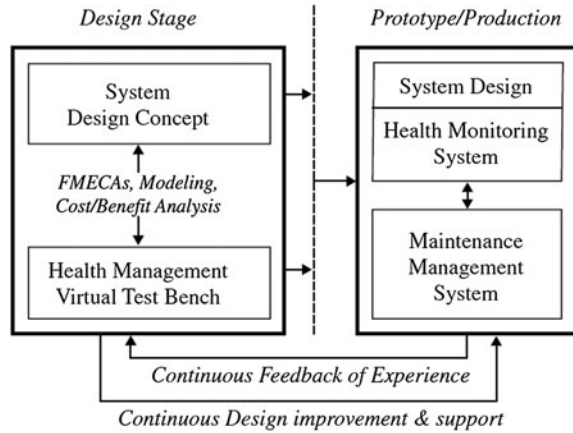 Design Stage
Prototype/Production
System
Design Concept
FMECAs, Modeling,
Cost/Benefit Analysis
Health Management
Virtual Test Bench
System Design
Health Monitoring
System
Maintenance
Management
System
Continuous Feedback of Experience
Continuous Design improvement & support